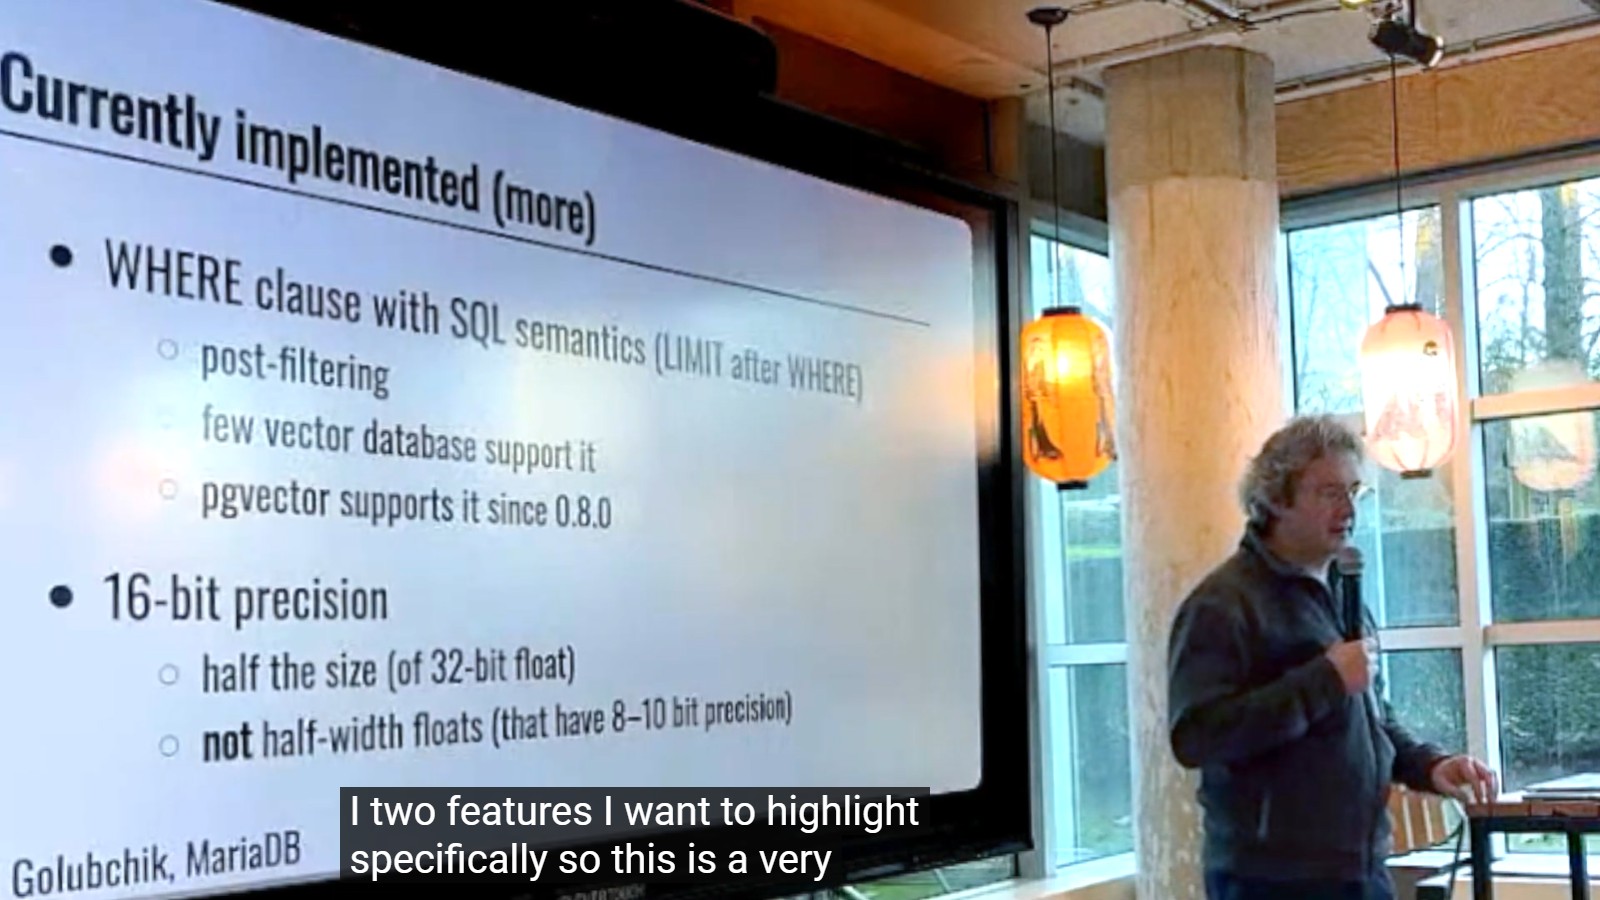 Currently implemented (more)
WHERE clause with SQL semantics (LIMIT after WHERE)
post-filtering
few vector database support it
pgvector supports it since 0.8.0
16-bit precision
half the size (of 32-bit float)
not half-width floats (that have 8–10 bit precision)
Golubchik, MariaDB
I two features I want to highlight
specifically so this is a very